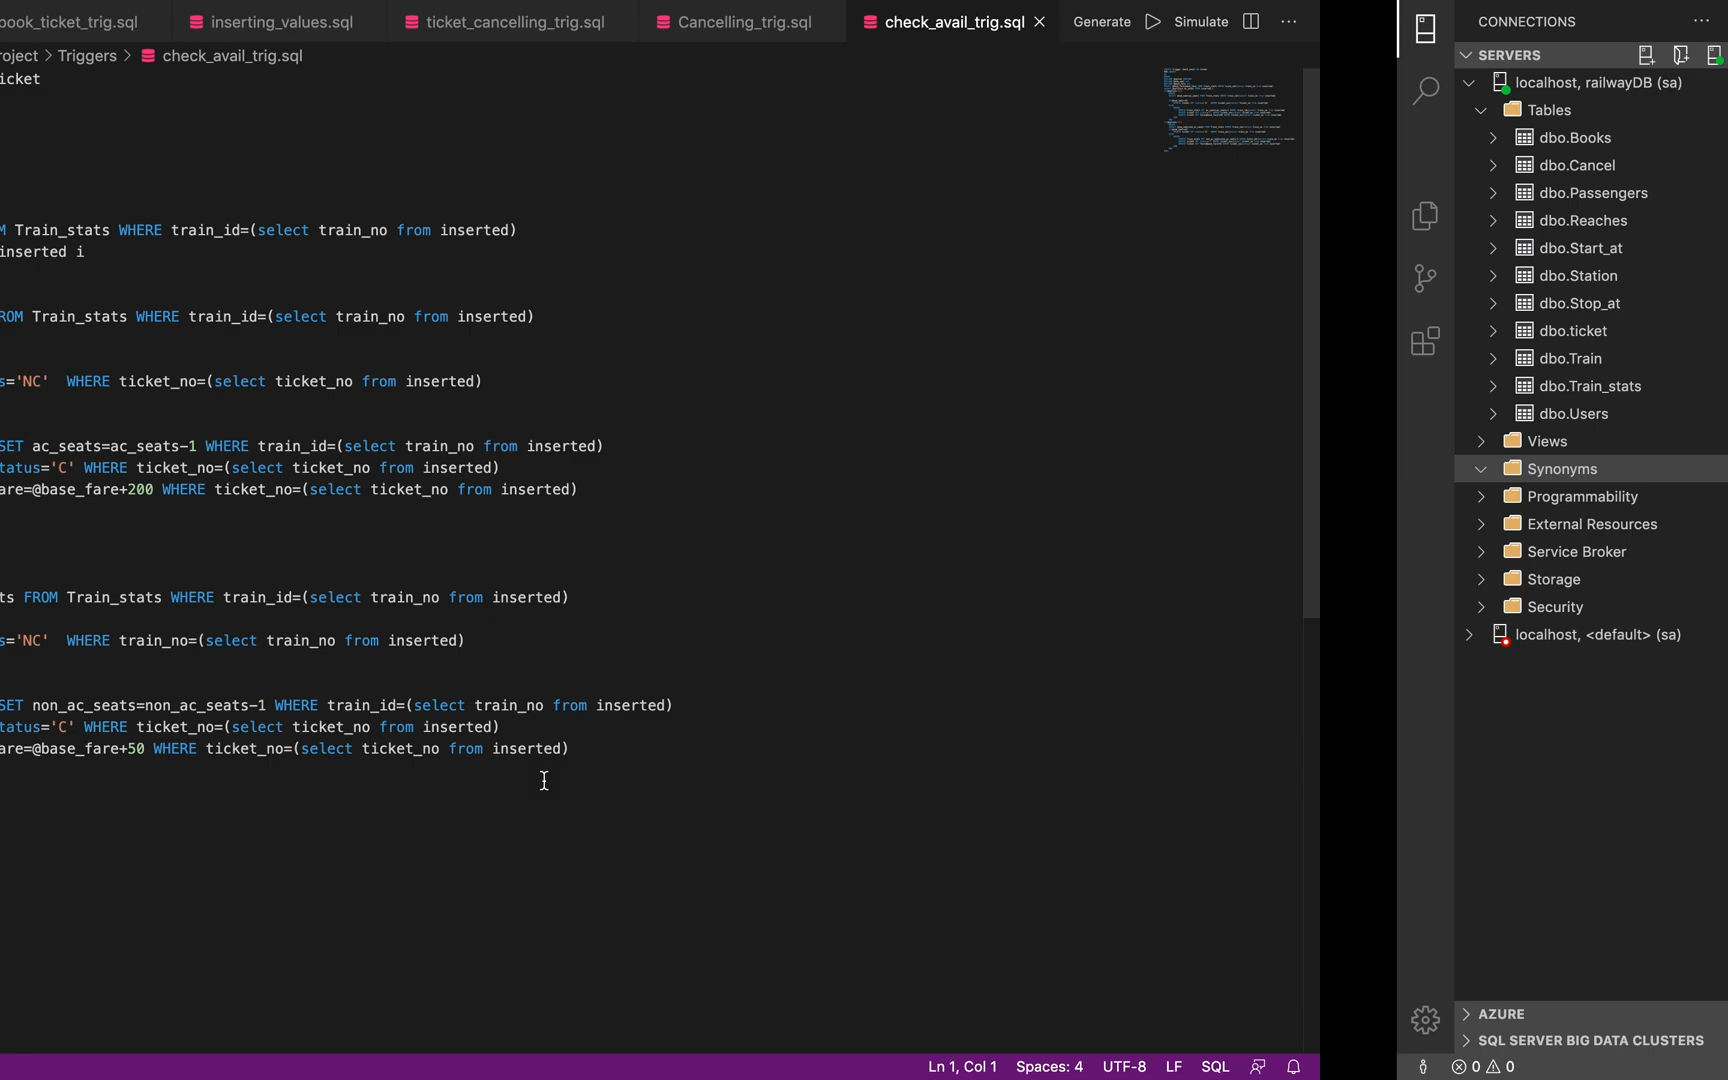 book_ticket_trig.sql
inserting_values.sql
ticket_cancelling_trig.sql
Cancelling_trig.sql
check_avail_trig.sql
Generate
Simulate
roject > Triggers > check_avail_trig.sql
icket
M Train_stats WHERE train_id=(select train_no from inserted)
inserted i
ROM Train_stats WHERE train_id=(select train_no from inserted)
s='NC'  WHERE ticket_no=(select ticket_no from inserted)
SET ac_seats=ac_seats-1 WHERE train_id=(select train_no from inserted)
tatus='C' WHERE ticket_no=(select ticket_no from inserted)
are=@base_fare+200 WHERE ticket_no=(select ticket_no from inserted)
ts FROM Train_stats WHERE train_id=(select train_no from inserted)
s='NC'  WHERE train_no=(select train_no from inserted)
SET non_ac_seats=non_ac_seats-1 WHERE train_id=(select train_no from inserted)
tatus='C' WHERE ticket_no=(select ticket_no from inserted)
are=@base_fare+50 WHERE ticket_no=(select ticket_no from inserted)
Ln 1, Col 1
Spaces: 4
UTF-8
LF
SQL
CONNECTIONS
SERVERS
localhost, railwayDB (sa)
Tables
dbo.Books
dbo.Cancel
dbo.Passengers
dbo.Reaches
dbo.Start_at
dbo.Station
dbo.Stop_at
dbo.ticket
dbo.Train
dbo.Train_stats
dbo.Users
Views
Synonyms
Programmability
External Resources
Service Broker
Storage
Security
localhost, <default> (sa)
AZURE
SQL SERVER BIG DATA CLUSTERS
0 0